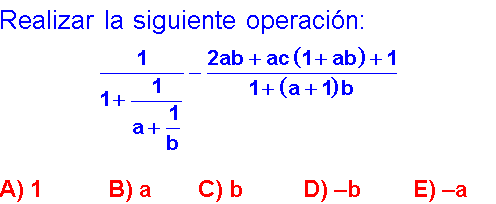 Realizar la siguiente operación:
1/(1+1/(a+1/b)) − (2ab+ac(1+ab)+1)/(1+(a+1)b)
A) 1 B) a C) b D) –b E) –a